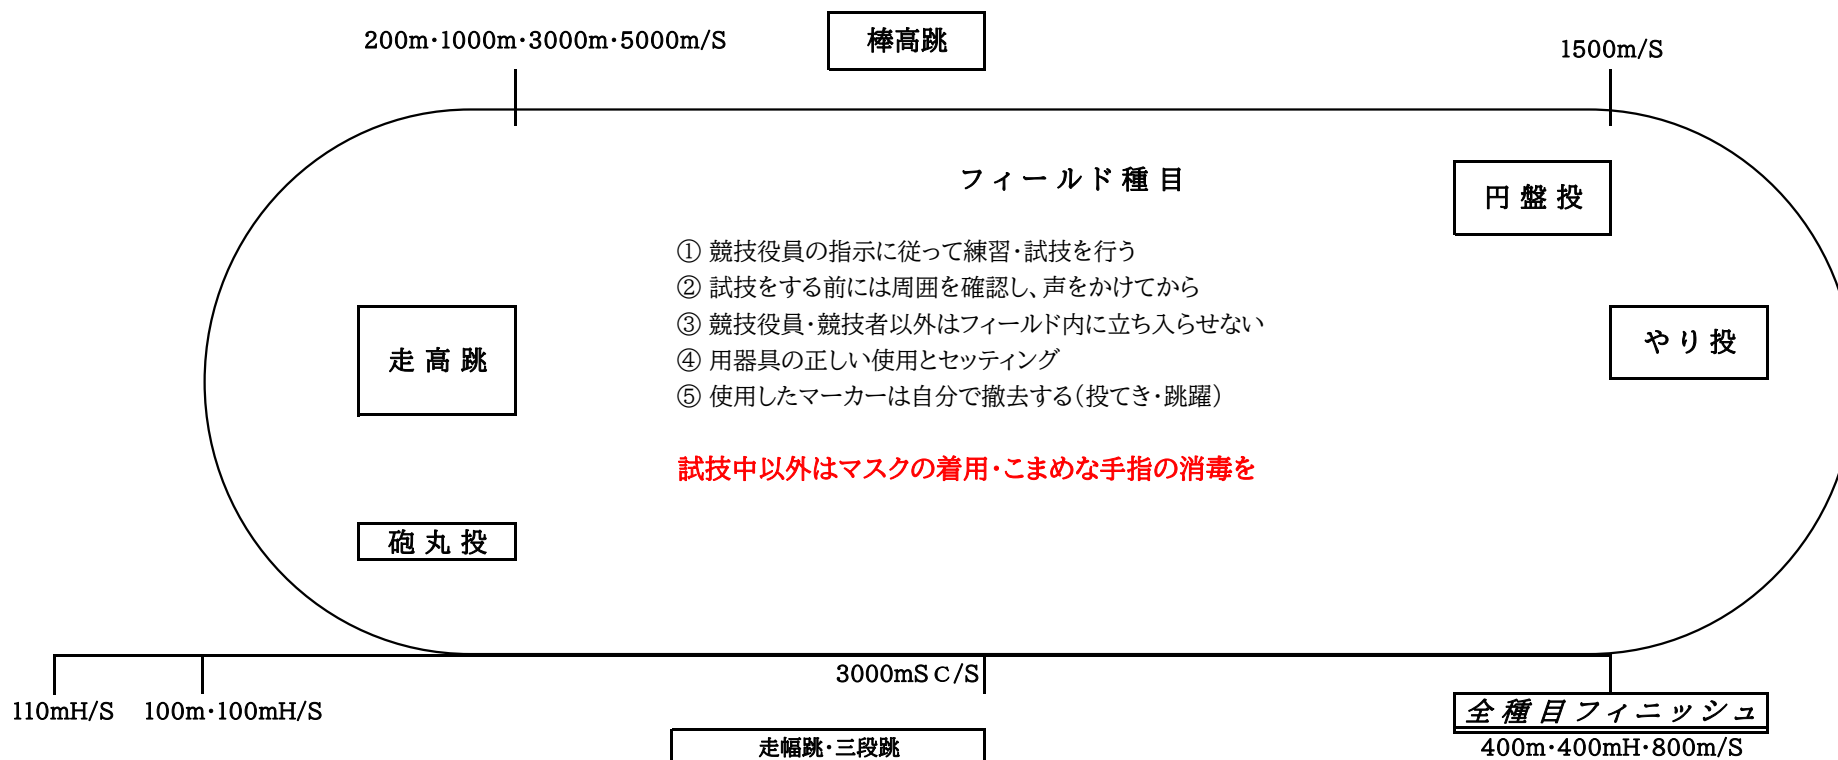 200m・1000m・3000m・5000m/S
棒高跳
1500m/S
フィールド種目
円盤投
① 競技役員の指示に従って練習・試技を行う
② 試技をする前には周囲を確認し、声をかけてから
③ 競技役員・競技者以外はフィールド内に立ち入らせない
④ 用器具の正しい使用とセッティング
⑤ 使用したマーカーは自分で撤去する（投てき・跳躍）
走高跳
やり投
試技中以外はマスクの着用・こまめな手指の消毒を
砲丸投
3000mSC/S
110mH/S
100m・100mH/S
全種目フィニッシュ
走幅跳・三段跳
400m・400mH・800m/S